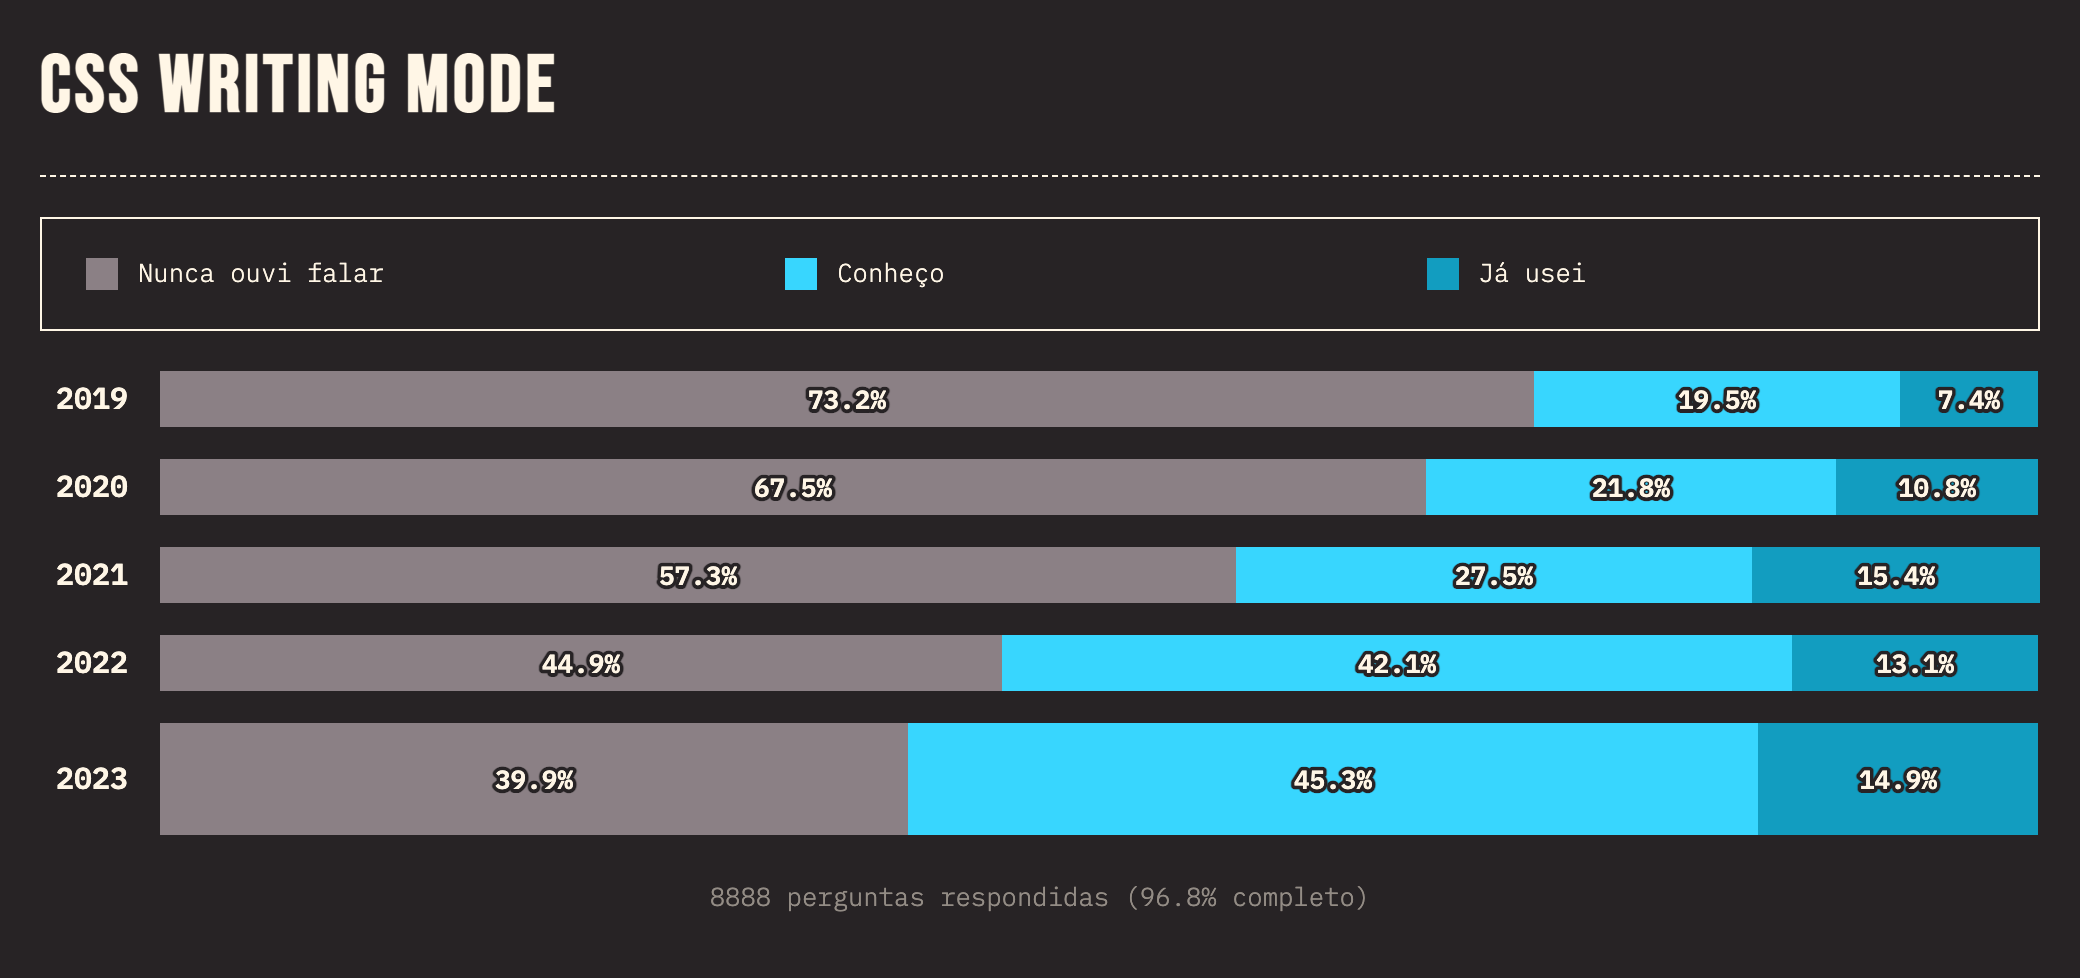 CSS WRITING MODE
Nunca ouvi falar Conheço Já usei
2019 73.2% 19.5% 7.4%
2020 67.5% 21.8% 10.8%
2021 57.3% 27.5% 15.4%
2022 44.9% 42.1% 13.1%
2023 39.9% 45.3% 14.9%
8888 perguntas respondidas (96.8% completo)